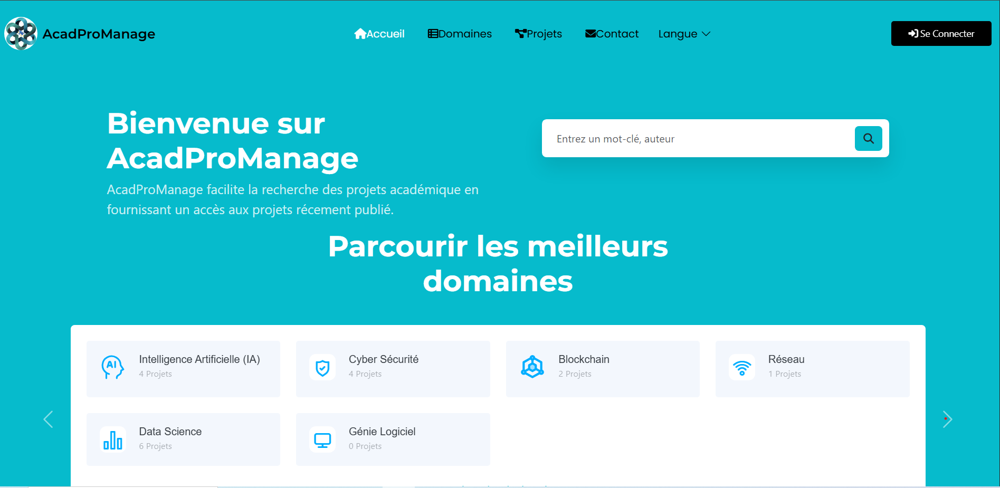 AcadProManage
Accueil
Domaines
Projets
Contact
Langue
Se Connecter
Bienvenue sur
AcadProManage
AcadProManage facilite la recherche des projets académique en
fournissant un accès aux projets récement publié.
Entrez un mot-clé, auteur
Parcourir les meilleurs
domaines
AI
Intelligence Artificielle (IA)
4 Projets
Cyber Sécurité
4 Projets
Blockchain
2 Projets
Réseau
1 Projets
Data Science
6 Projets
Génie Logiciel
0 Projets